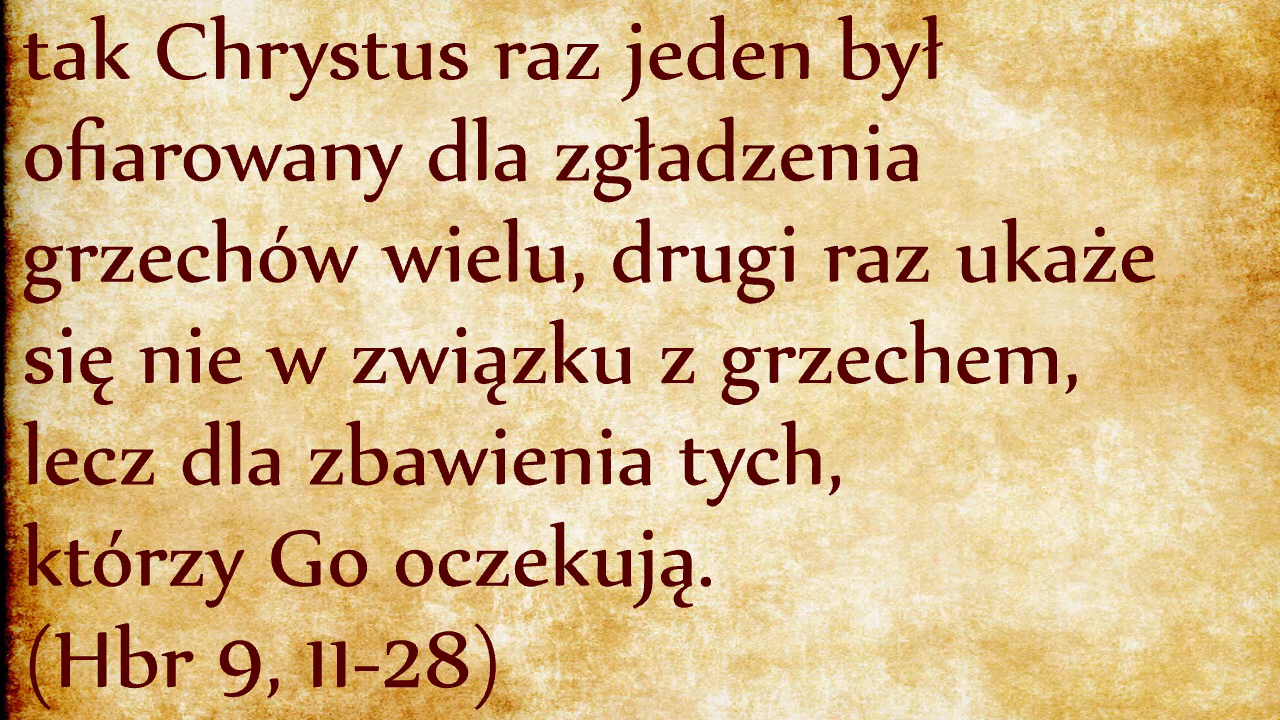 tak Chrystus raz jeden był
ofiarowany dla zgładzenia
grzechów wielu, drugi raz ukaże
się nie w związku z grzechem,
lecz dla zbawienia tych,
którzy Go oczekują.
(Hbr 9, 11-28)